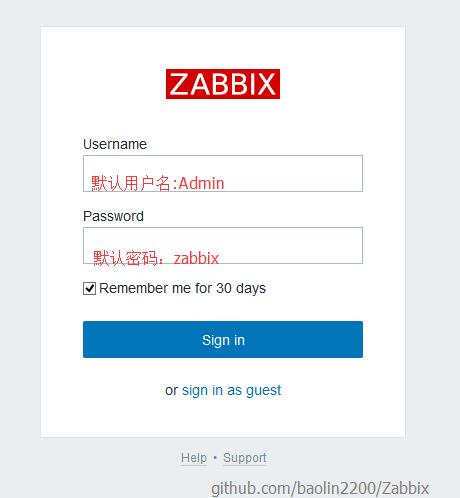 ZABBIX
Username
默认用户名:Admin
Password
默认密码：zabbix
Remember me for 30 days
Sign in
or sign in as guest
Help • Support
github.com/baolin2200/Zabbix